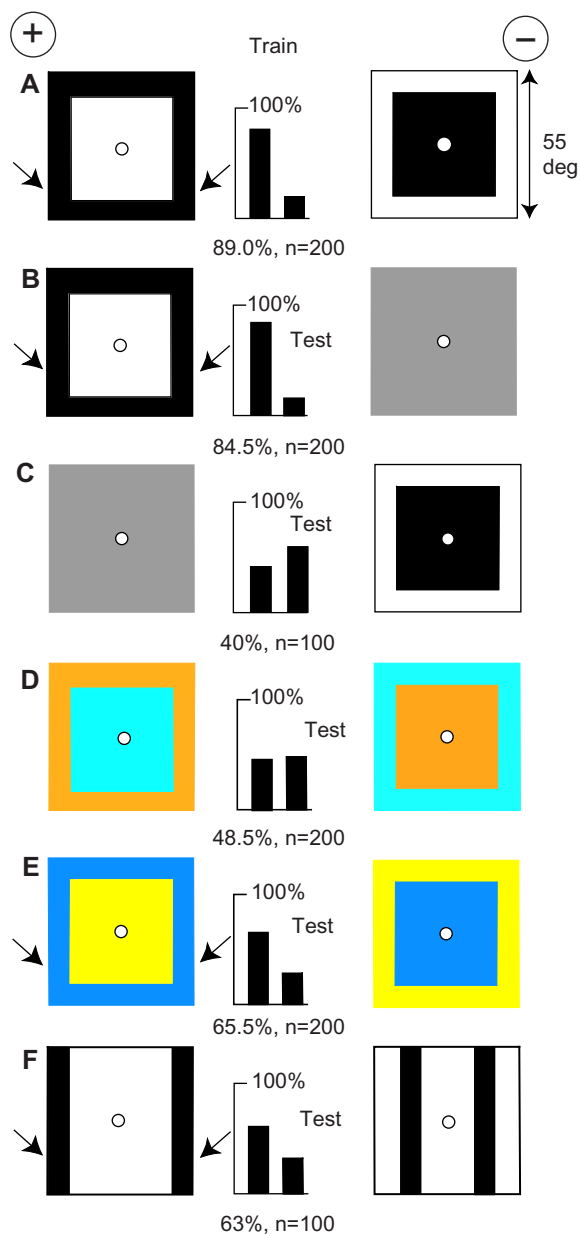 +
Train
−
A
100%
55
deg
89.0%, n=200
B
100%
Test
84.5%, n=200
C
100%
Test
40%, n=100
D
100%
Test
48.5%, n=200
E
100%
Test
65.5%, n=200
F
100%
Test
63%, n=100